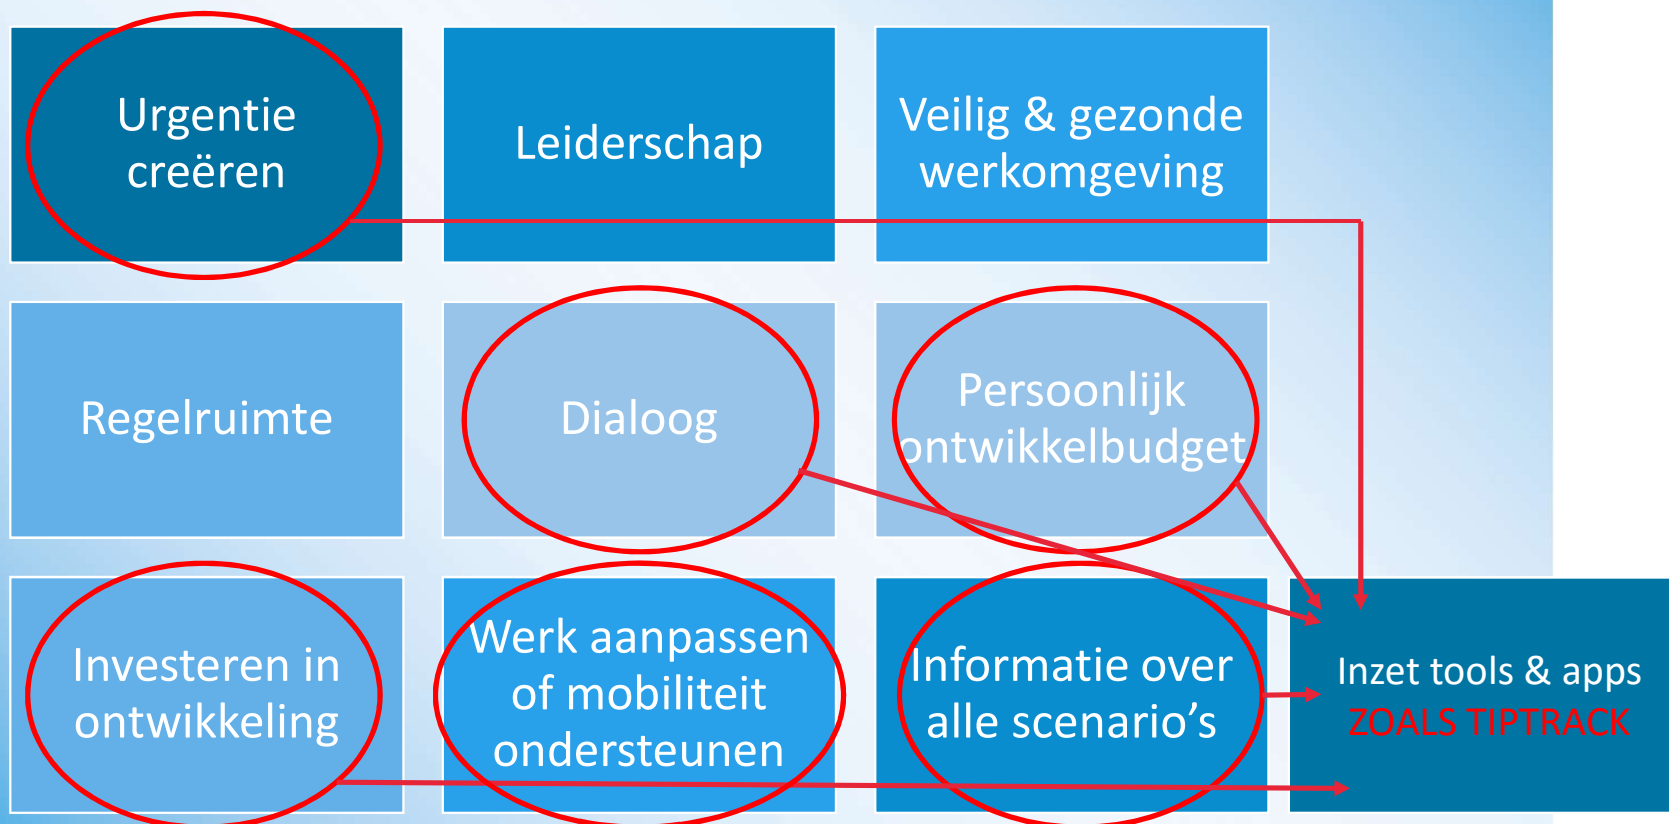 Urgentie
creëren
Leiderschap
Veilig & gezonde
werkomgeving
Regelruimte
Dialoog
Persoonlijk
ontwikkelbudget
Investeren in
ontwikkeling
Werk aanpassen
of mobiliteit
ondersteunen
Informatie over
alle scenario’s
Inzet tools & apps
ZOALS TIPTRACK